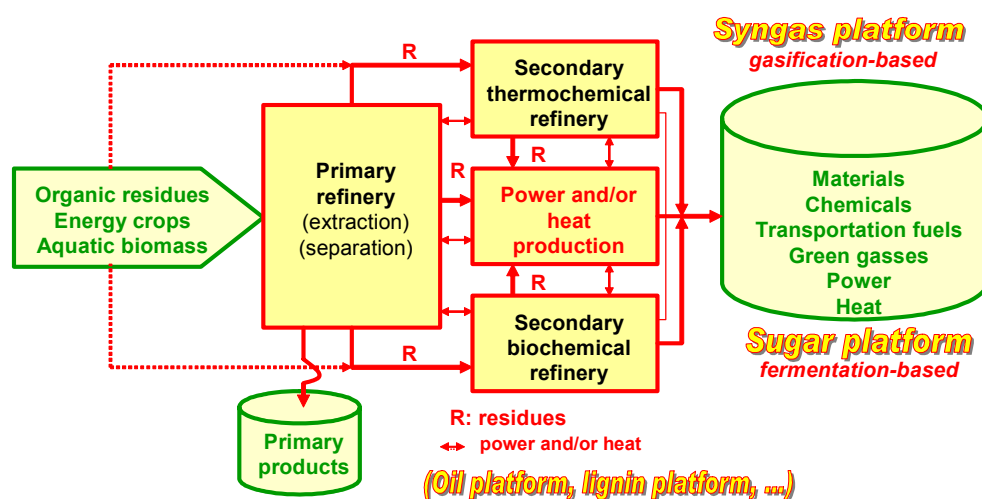 Syngas platform
gasification-based
R
Secondary
thermochemical
refinery
R
Organic residues
Energy crops
Aquatic biomass
Primary
refinery
(extraction)
(separation)
R
Power and/or
heat
production
Materials
Chemicals
Transportation fuels
Green gasses
Power
Heat
R
R
Secondary
biochemical
refinery
Sugar platform
fermentation-based
Primary
products
R: residues
power and/or heat
(Oil platform, lignin platform, ...)